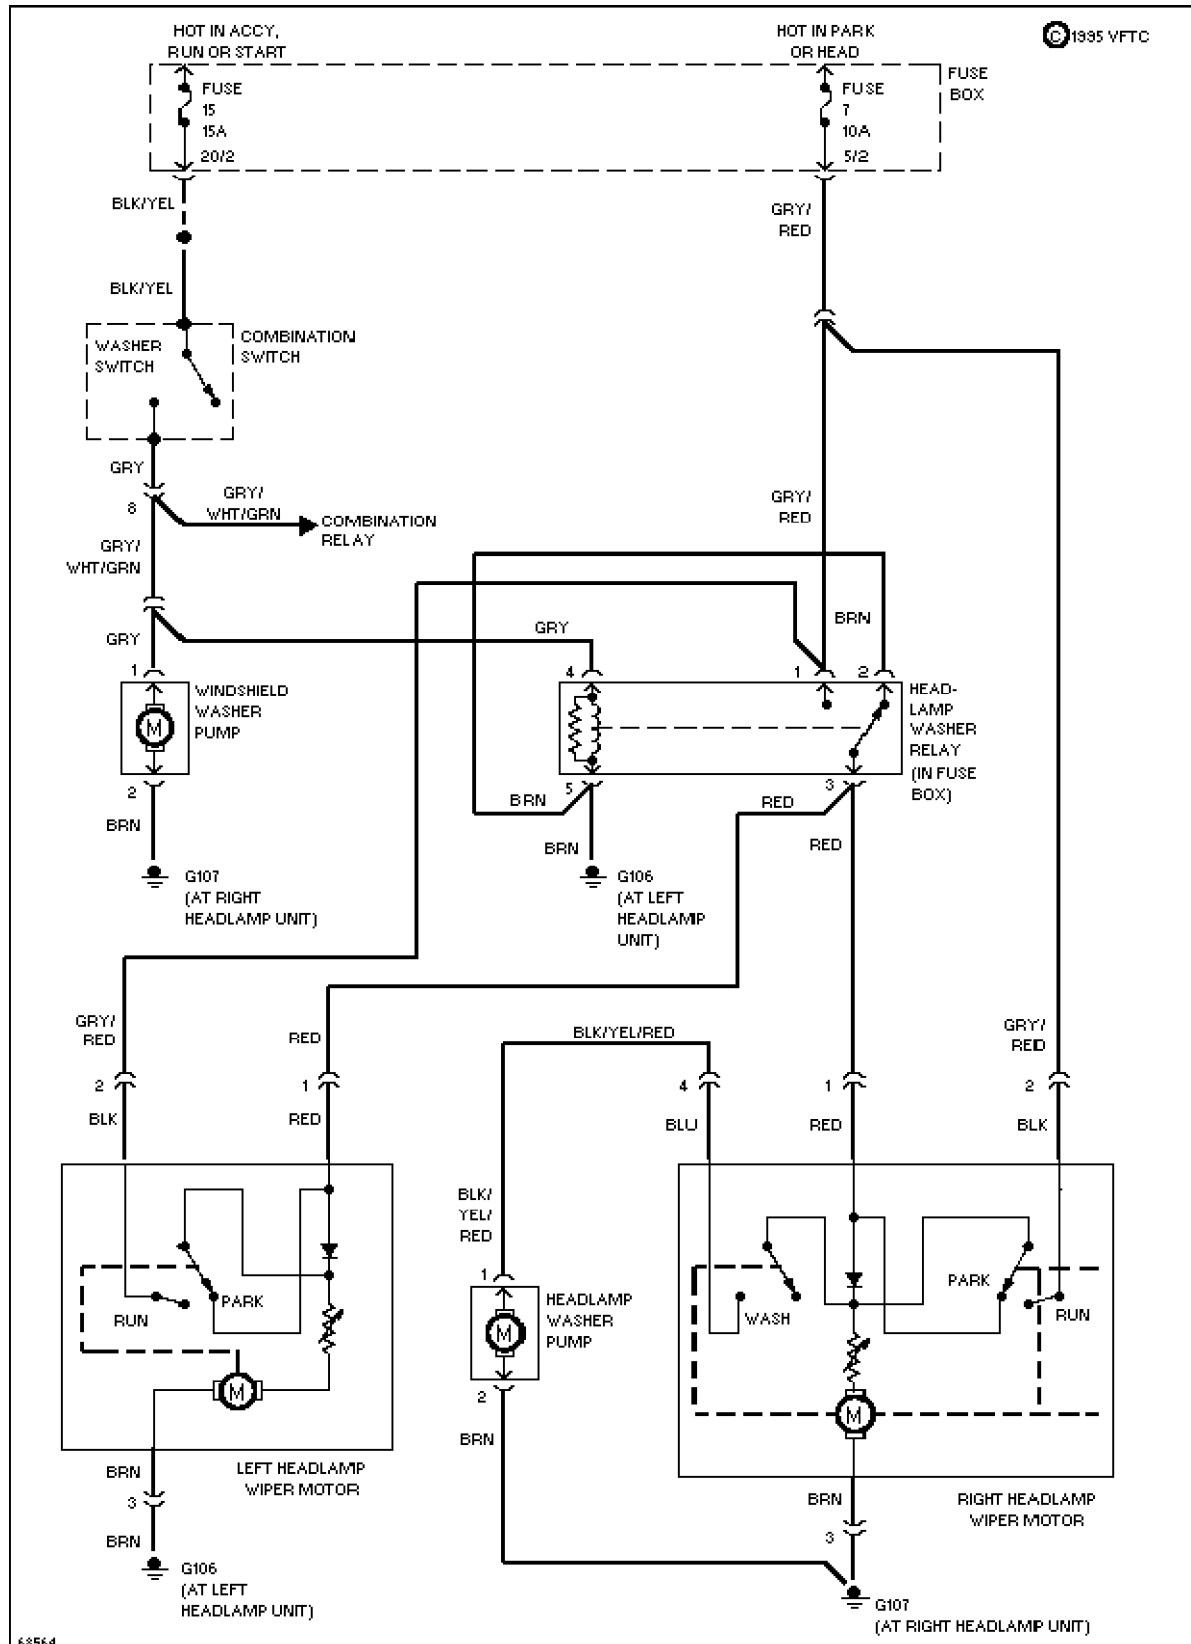 HOT IN ACCY,
RUN OR START
HOT IN PARK
OR HEAD
© 1995 VFTC
FUSE
15
15A
20/2
FUSE
7
10A
5/2
FUSE
BOX
BLK/YEL
GRY/
RED
BLK/YEL
WASHER
SWITCH
COMBINATION
SWITCH
GRY
8
GRY/
WHT/GRN
COMBINATION
RELAY
GRY/
RED
GRY/
WHT/GRN
GRY
GRY
BRN
1
4
1
2
M
WINDSHIELD
WASHER
PUMP
HEAD-
LAMP
WASHER
RELAY
(IN FUSE
BOX)
2
5
3
BRN
RED
BRN
BRN
RED
G107
(AT RIGHT
HEADLAMP UNIT)
G106
(AT LEFT
HEADLAMP
UNIT)
GRY/
RED
RED
BLK/YEL/RED
GRY/
RED
2
1
4
1
2
BLK
RED
BLU
RED
BLK
BLK/
YEL/
RED
PARK
RUN
M
1
M
HEADLAMP
WASHER
PUMP
2
WASH
PARK
RUN
M
BRN
LEFT HEADLAMP
WIPER MOTOR
BRN
3
BRN
G106
(AT LEFT
HEADLAMP UNIT)
BRN
3
RIGHT HEADLAMP
WIPER MOTOR
G107
(AT RIGHT HEADLAMP UNIT)
68564